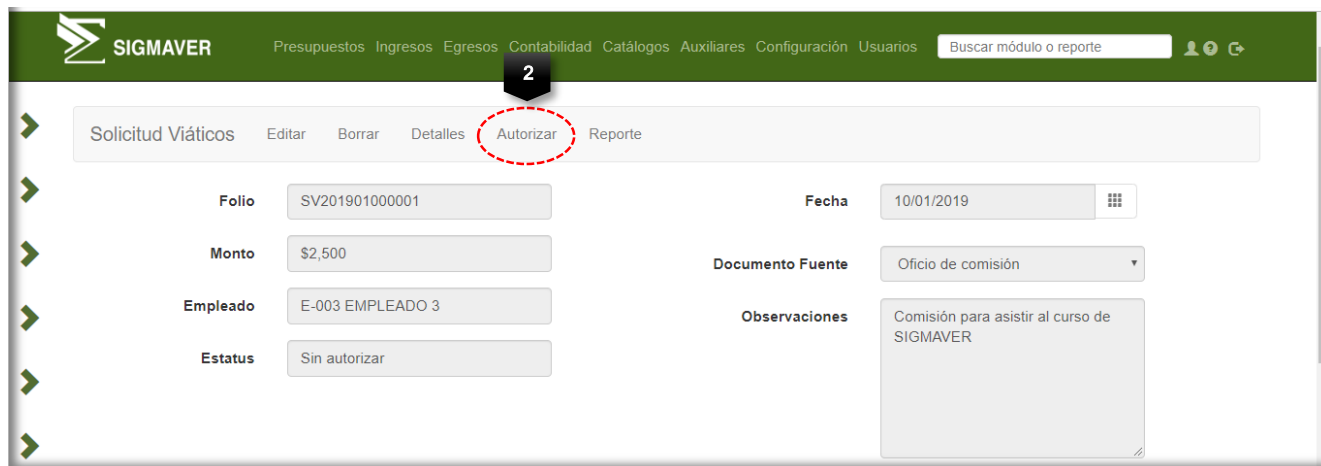 SIGMAVER
Presupuestos Ingresos Egresos Contabilidad Catálogos Auxiliares Configuración Usuarios
Buscar módulo o reporte
2
Solicitud Viáticos Editar Borrar Detalles Autorizar Reporte
Folio SV201901000001
Fecha 10/01/2019
Monto $2,500
Documento Fuente Oficio de comisión
Empleado E-003 EMPLEADO 3
Observaciones Comisión para asistir al curso de
SIGMAVER
Estatus Sin autorizar